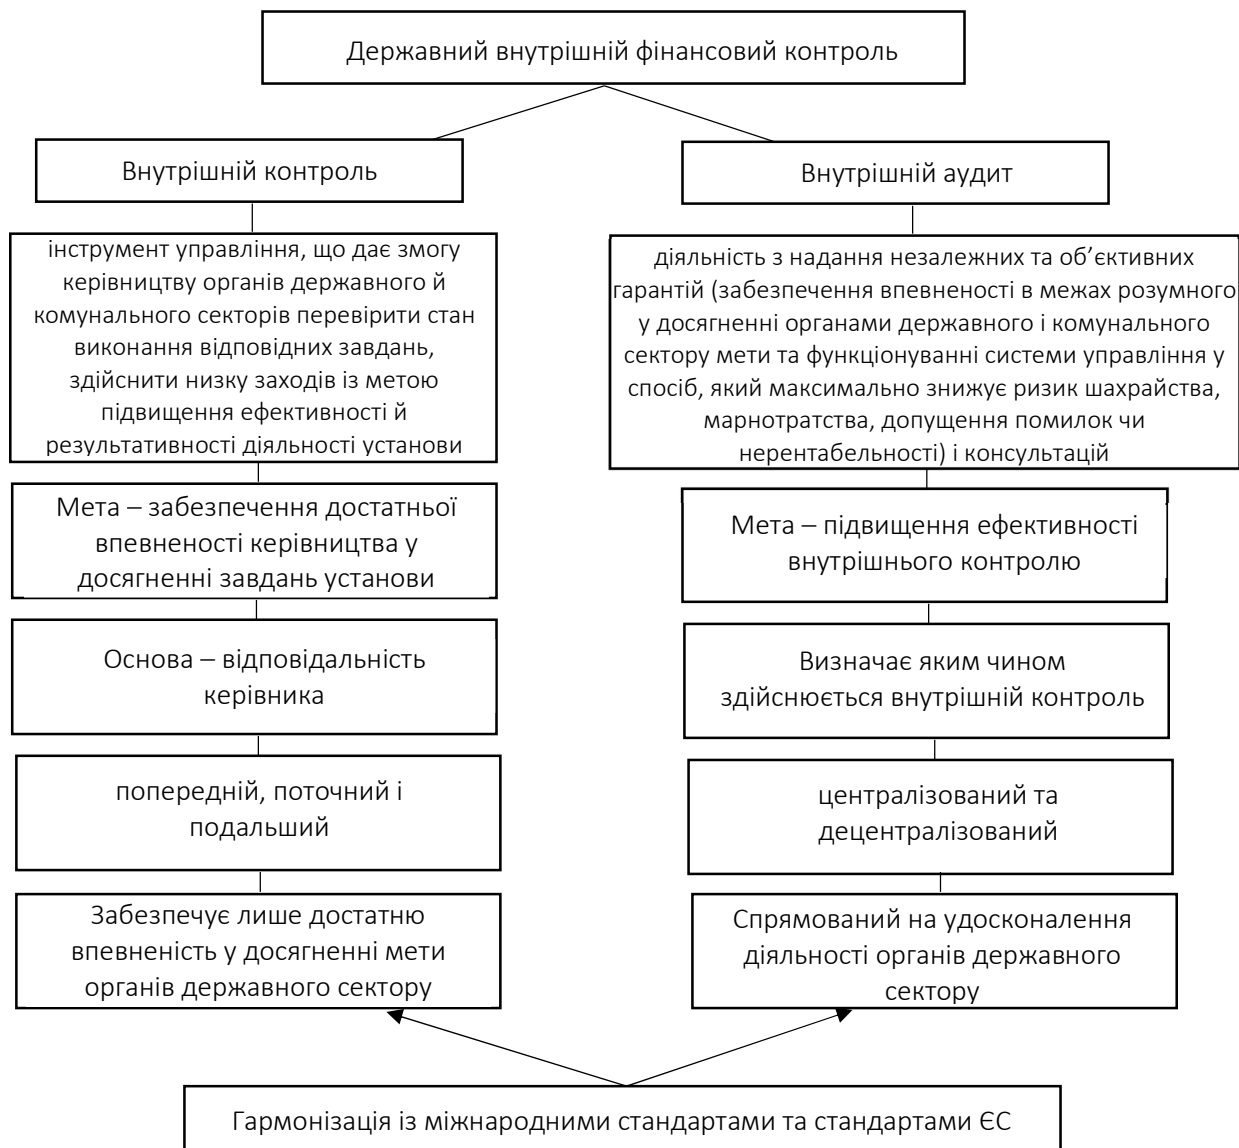 Державний внутрішній фінансовий контроль
Внутрішній контроль
Внутрішній аудит
інструмент управління, що дає змогу
керівництву органів державного й
комунального секторів перевірити стан
виконання відповідних завдань,
здійснити низку заходів із метою
підвищення ефективності й
результативності діяльності установи
діяльність з надання незалежних та об’єктивних
гарантій (забезпечення впевненості в межах розумного
у досягненні органами державного і комунального
сектору мети та функціонуванні системи управління у
спосіб, який максимально знижує ризик шахрайства,
марнотратства, допущення помилок чи
нерентабельності) і консультацій
Мета – забезпечення достатньої
впевненості керівництва у
досягненні завдань установи
Мета – підвищення ефективності
внутрішнього контролю
Основа – відповідальність
керівника
Визначає яким чином
здійснюється внутрішній контроль
попередній, поточний і
подальший
централізований та
децентралізований
Забезпечує лише достатню
впевненість у досягненні мети
органів державного сектору
Спрямований на удосконалення
діяльності органів державного
сектору
Гармонізація із міжнародними стандартами та стандартами ЄС